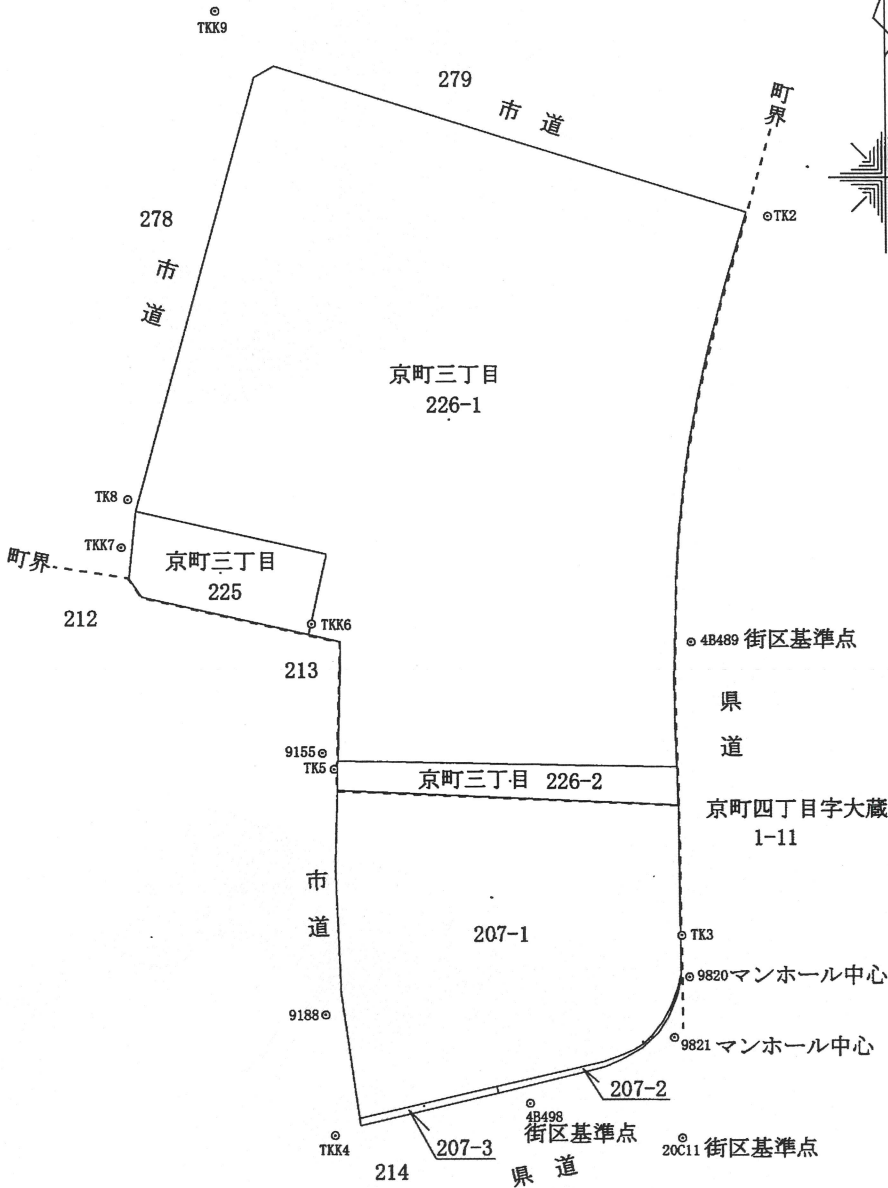 TKK9
279
市道
町界
TK2
278
市道
京町三丁目
226-1
TK8
TKK7
町界
京町三丁目
225
212
TKK6
4B489 街区基準点
213
県道
9155
TK5
京町三丁目 226-2
京町四丁目字大蔵
1-11
市道
207-1
TK3
9820 マンホール中心
9188
9821 マンホール中心
207-2
4B498
街区基準点
207-3
TKK4
20C11 街区基準点
214
県道